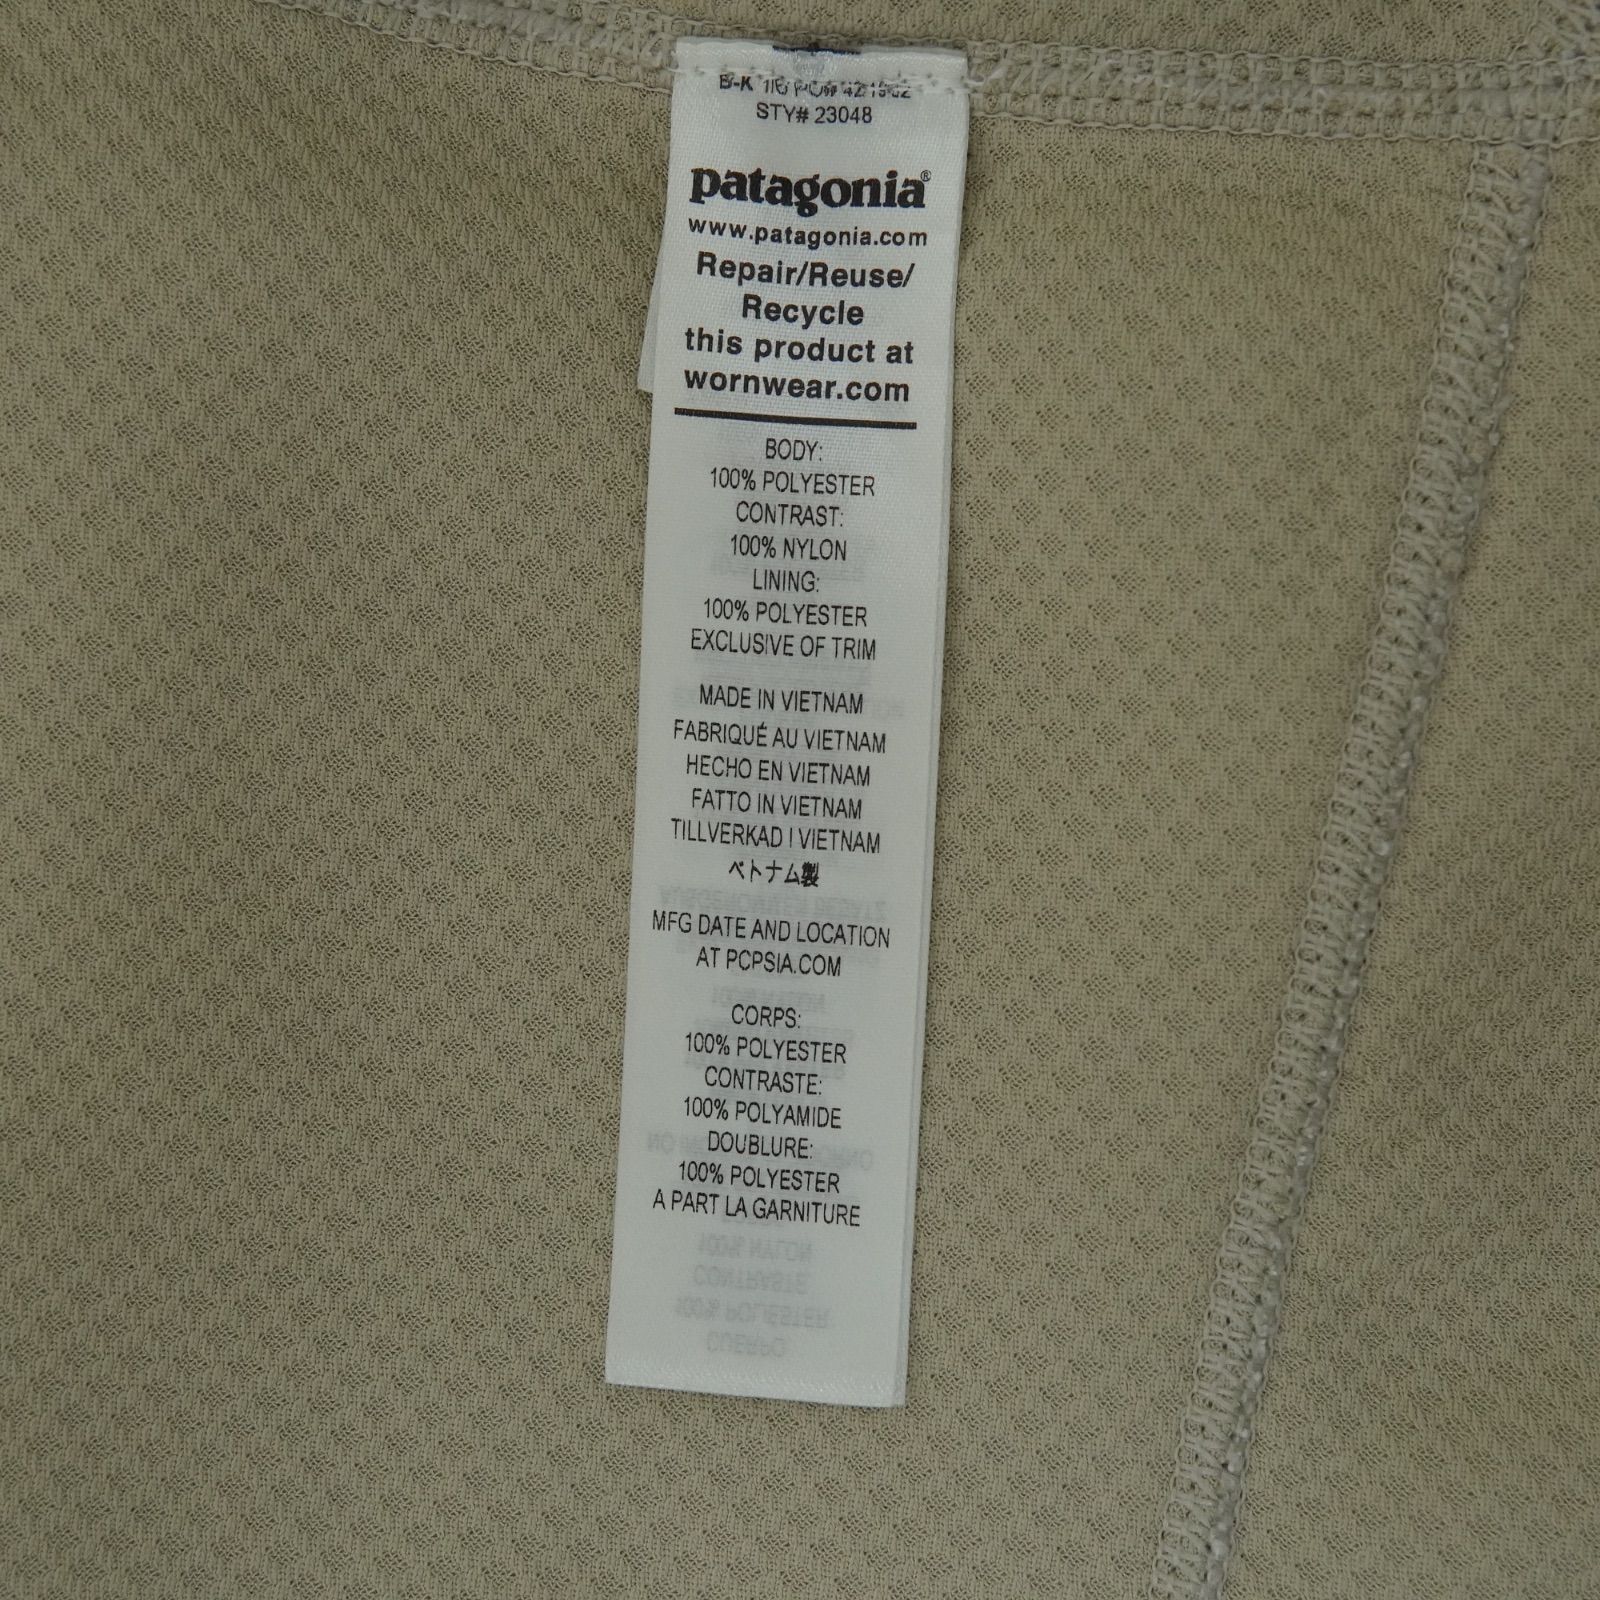 B-K 1/6 PO#
STY# 23048
patagonia®
www.patagonia.com
Repair/Reuse/
Recycle
this product at
wornwear.com
BODY:
100% POLYESTER
CONTRAST:
100% NYLON
LINING:
100% POLYESTER
EXCLUSIVE OF TRIM
MADE IN VIETNAM
FABRIQUÉ AU VIETNAM
HECHO EN VIETNAM
FATTO IN VIETNAM
TILLVERKAD I VIETNAM
ベトナム製
MFG DATE AND LOCATION
AT PCPSIA.COM
CORPS:
100% POLYESTER
CONTRASTE:
100% POLYAMIDE
DOUBLURE:
100% POLYESTER
A PART LA GARNITURE